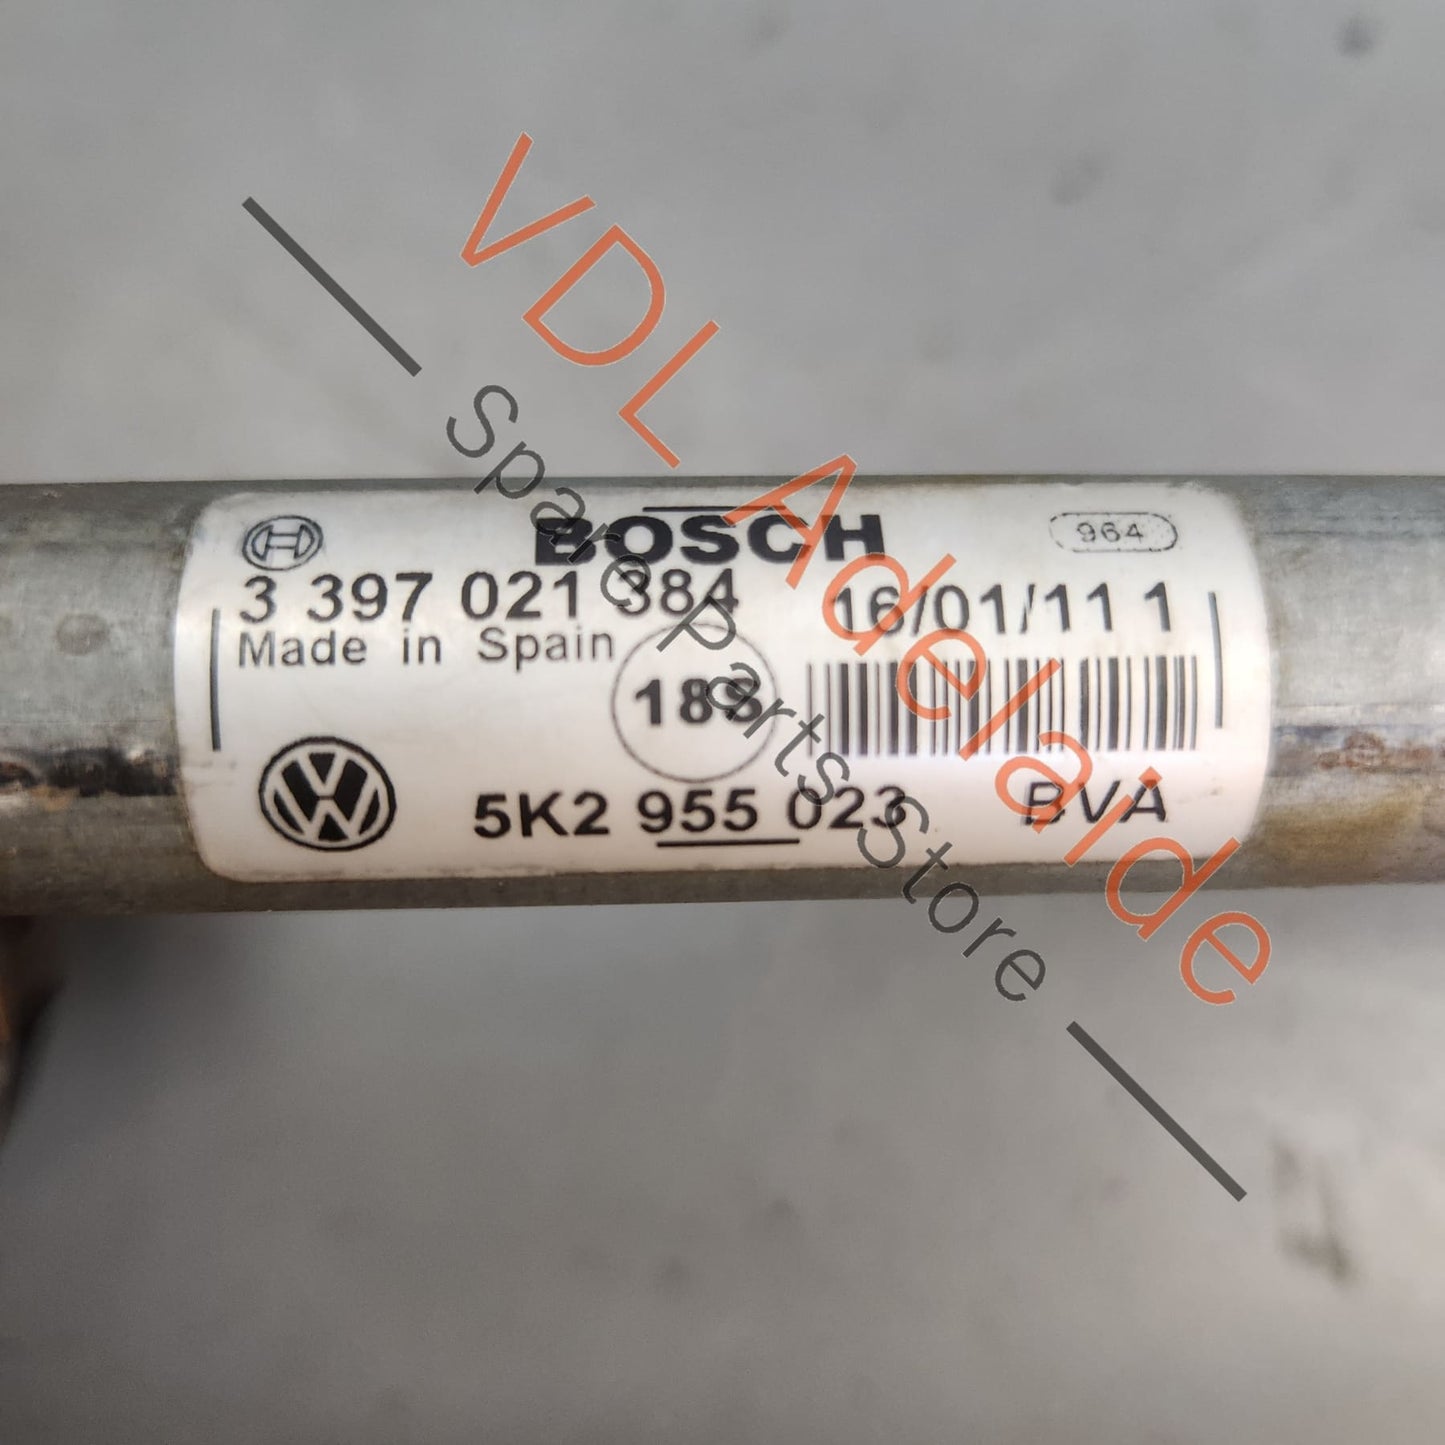 BOSCH 964
3 397 021 384 16/01/11 1
Made in Spain
5K2 955 023 BVA
VDL Adelaide
Spare Parts Store